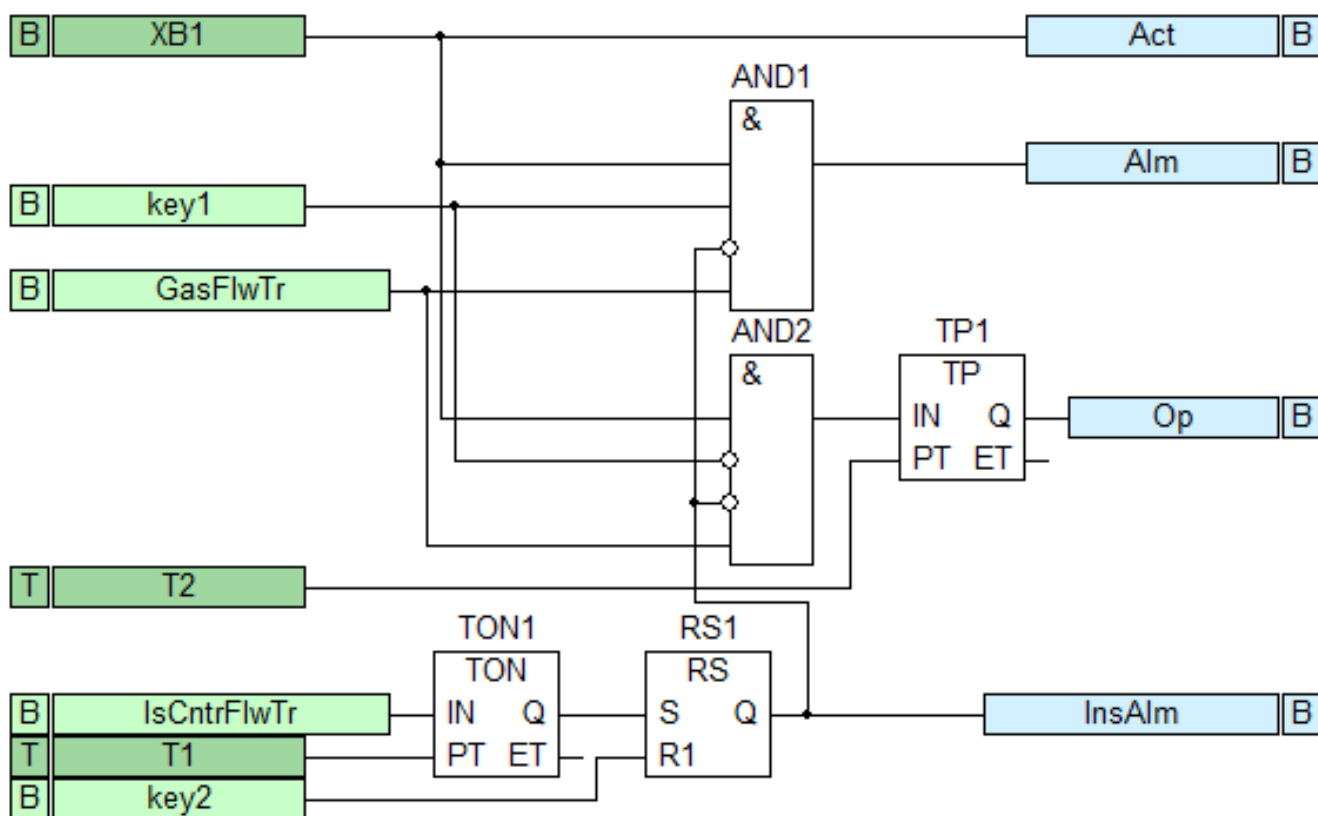 B XB1 Act B
AND1
&
Alm B
B key1
B GasFlwTr
AND2 TP1
& TP
IN Q Op B
PT ET
T T2
TON1 RS1
TON RS
B IsCntrFlwTr IN Q S Q InsAlm B
T T1 PT ET R1
B key2